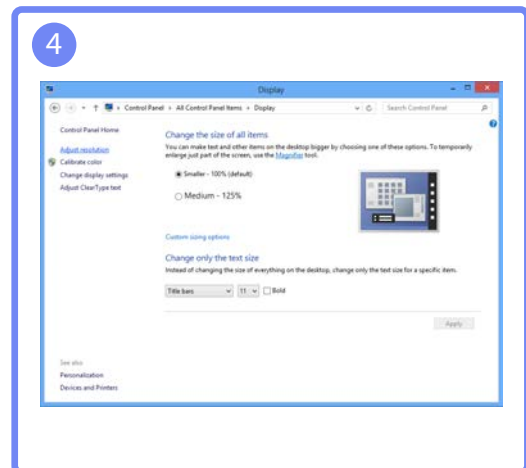 4
Display
Control Panel › All Control Panel Items › Display
Search Control Panel
Control Panel Home
Adjust resolution
Calibrate color
Change display settings
Adjust ClearType text
Change the size of all items
You can make text and other items on the desktop bigger by choosing one of these options. To temporarily
enlarge just part of the screen, use the Magnifier tool.
Smaller - 100% (default)
Medium - 125%
Custom sizing options
Change only the text size
Instead of changing the size of everything on the desktop, change only the text size for a specific item.
Title bars 11 Bold
Apply
See also
Personalization
Devices and Printers